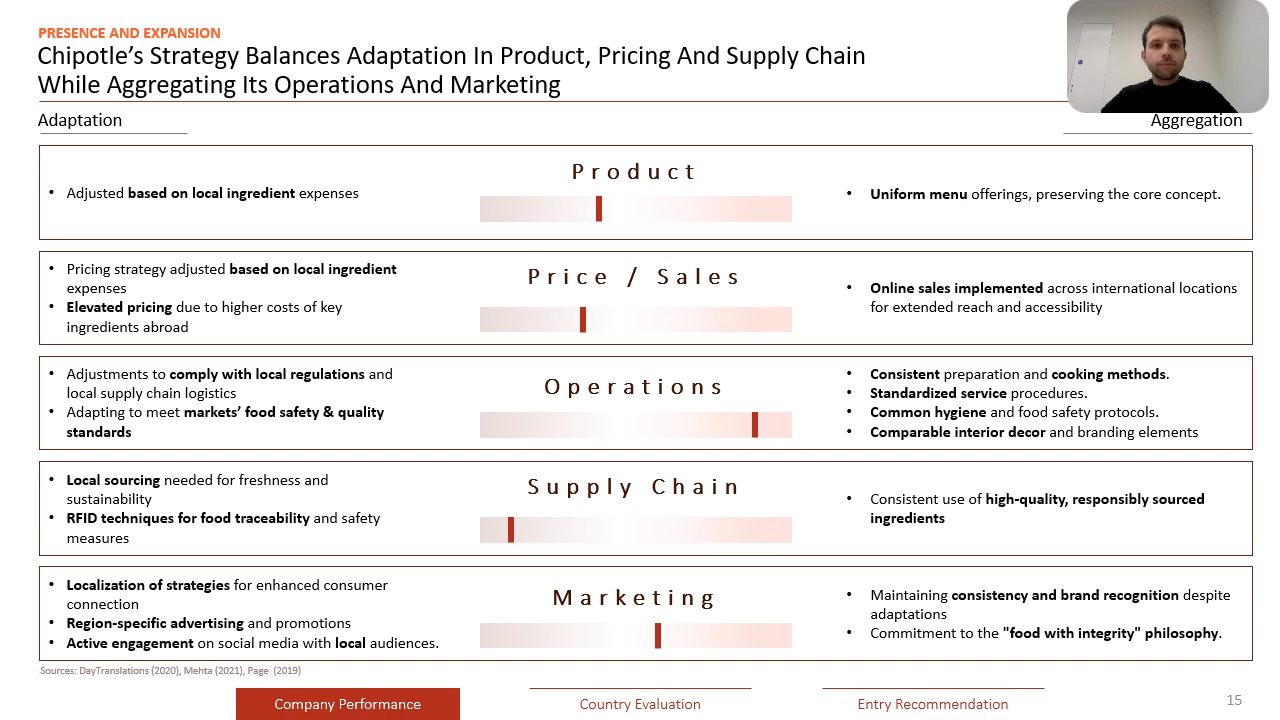 PRESENCE AND EXPANSION
Chipotle’s Strategy Balances Adaptation In Product, Pricing And Supply Chain
While Aggregating Its Operations And Marketing
Adaptation
Aggregation
Product
• Adjusted based on local ingredient expenses
• Uniform menu offerings, preserving the core concept.
Price / Sales
• Pricing strategy adjusted based on local ingredient
expenses
• Elevated pricing due to higher costs of key
ingredients abroad
• Online sales implemented across international locations
for extended reach and accessibility
Operations
• Adjustments to comply with local regulations and
local supply chain logistics
• Adapting to meet markets’ food safety & quality
standards
• Consistent preparation and cooking methods.
• Standardized service procedures.
• Common hygiene and food safety protocols.
• Comparable interior decor and branding elements
Supply Chain
• Local sourcing needed for freshness and
sustainability
• RFID techniques for food traceability and safety
measures
• Consistent use of high-quality, responsibly sourced
ingredients
Marketing
• Localization of strategies for enhanced consumer
connection
• Region-specific advertising and promotions
• Active engagement on social media with local audiences.
• Maintaining consistency and brand recognition despite
adaptations
• Commitment to the "food with integrity" philosophy.
Sources: DayTranslations (2020), Mehta (2021), Page (2019)
Company Performance
Country Evaluation
Entry Recommendation
15